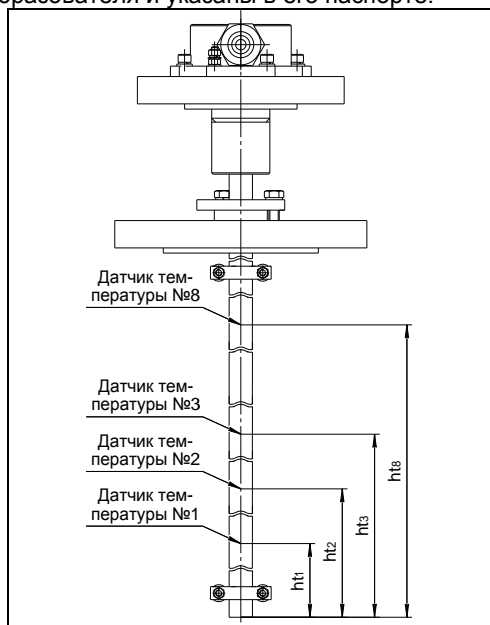 образователя и указаны в его паспорте.
Датчик тем-
пературы №8
Датчик тем-
пературы №3
Датчик тем-
пературы №2
Датчик тем-
пературы №1
ht1
ht2
ht3
ht8